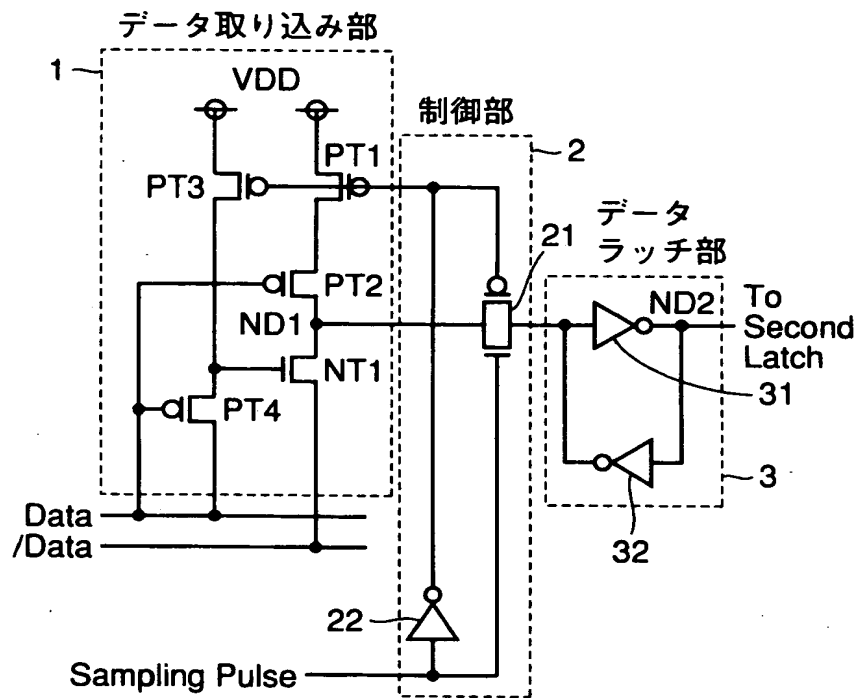 データ取り込み部
1
VDD
制御部
2
PT1
PT3
データ
ラッチ部
21
PT2
ND1
ND2
To
Second
Latch
NT1
PT4
31
3
Data
/Data
32
22
Sampling Pulse